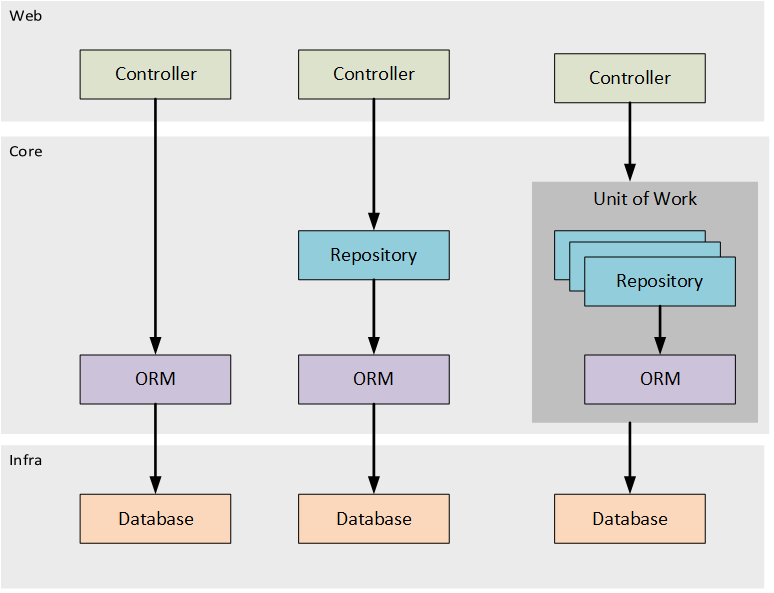 Web
Controller
Controller
Controller
Core
Unit of Work
Repository
Repository
ORM
ORM
ORM
Infra
Database
Database
Database